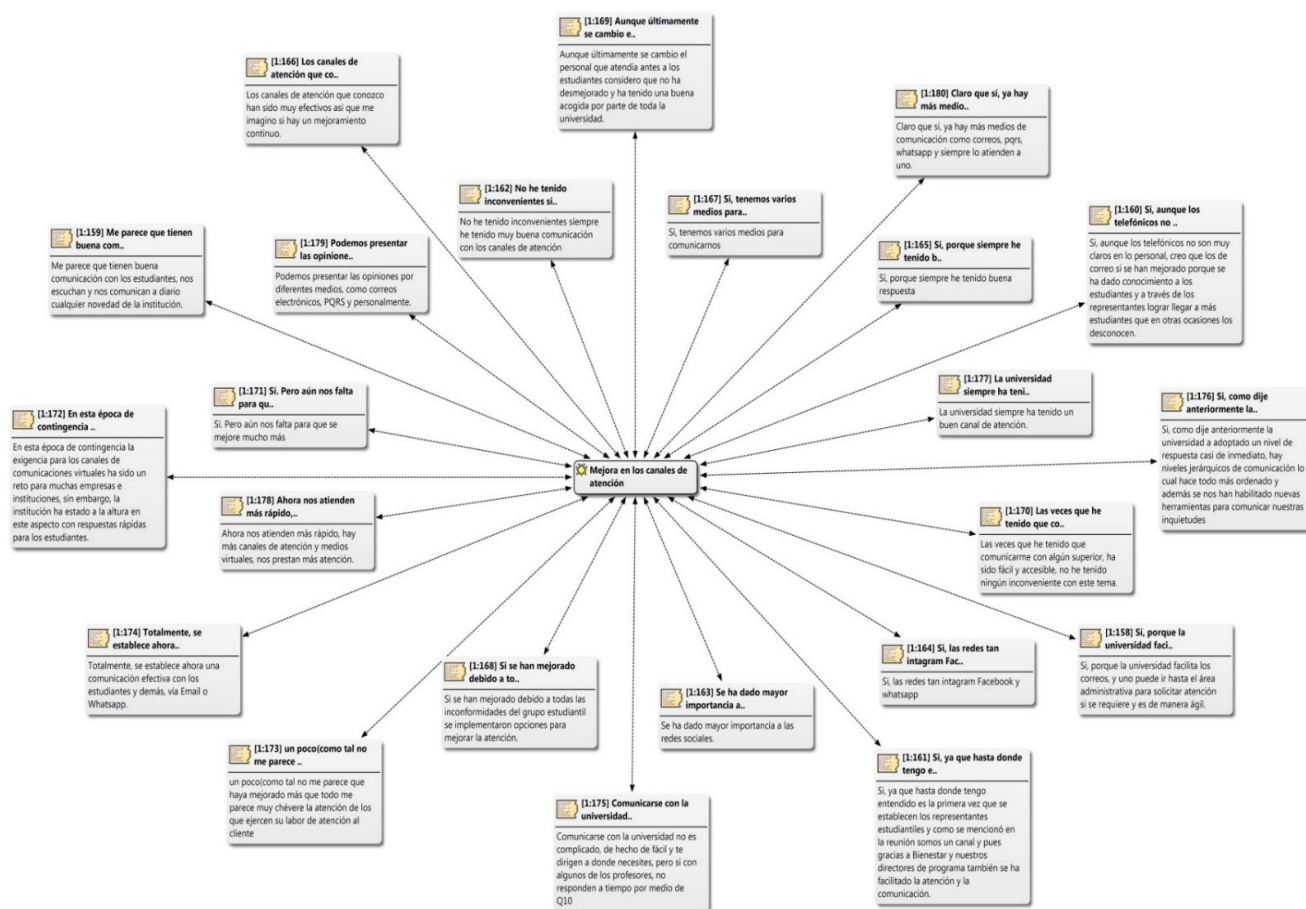 [1:169] Aunque últimamente
se cambio e..
Aunque últimamente se cambio el
personal que atendía antes a los
estudiantes considero que no ha
desmejorado y ha tenido una buena
acogida por parte de toda la
universidad.
[1:166] Los canales de
atención que co..
Los canales de atención que conozco
han sido muy efectivos así que me
imagino si hay un mejoramiento
continuo.
[1:180] Claro que sí, ya hay
más medio..
Claro que si, ya hay más medios de
comunicación como correos, pqrs,
whatsapp y siempre lo atienden a
uno.
[1:162] No he tenido
inconvenientes si..
No he tenido inconvenientes siempre
he tenido muy buena comunicación
con los canales de atención
[1:167] Si, tenemos varios
medios para..
Si, tenemos varios medios para
comunicarnos
[1:160] Si, aunque los
telefónicos no ..
Si, aunque los telefónicos no son muy
claros en lo personal, creo que los de
correo si se han mejorado porque se
ha dado conocimiento a los
estudiantes y a través de los
representantes lograr llegar a más
estudiantes que en otras ocasiones los
desconocen.
[1:159] Me parece que tienen
buena com..
Me parece que tienen buena
comunicación con los estudiantes, nos
escuchan y nos comunican a diario
cualquier novedad de la institución.
[1:179] Podemos presentar
las opinione..
Podemos presentar las opiniones por
diferentes medios, como correos
electrónicos, PQRS y personalmente.
[1:165] Sí, porque siempre he
tenido b..
Sí, porque siempre he tenido buena
respuesta
[1:171] Sí. Pero aún nos falta
para qu..
Sí. Pero aún nos falta para que se
mejore mucho más
[1:177] La universidad
siempre ha teni..
La universidad siempre ha tenido un
buen canal de atención.
[1:176] Si, como dije
anteriormente la..
Si, como dije anteriormente la
universidad a adoptado un nivel de
respuesta casi de inmediato, hay
niveles jerárquicos de comunicación lo
cual hace todo más ordenado y
además se nos han habilitado nuevas
herramientas para comunicar nuestras
inquietudes
[1:172] En esta época de
contingencia ..
En esta época de contingencia la
exigencia para los canales de
comunicaciones virtuales ha sido un
reto para muchas empresas e
instituciones, sin embargo, la
institución ha estado a la altura en
este aspecto con respuestas rápidas
para los estudiantes.
Mejora en los canales de
atención
[1:178] Ahora nos atienden
más rápido,..
Ahora nos atienden más rápido, hay
más canales de atención y medios
virtuales, nos prestan más atención.
[1:170] Las veces que he
tenido que co..
Las veces que he tenido que
comunicarme con algún superior, ha
sido fácil y accesible, no he tenido
ningún inconveniente con este tema.
[1:174] Totalmente, se
establece ahora..
Totalmente, se establece ahora una
comunicación efectiva con los
estudiantes y demás, vía Email o
Whatsapp.
[1:168] Si se han mejorado
debido a to..
Si se han mejorado debido a todas las
inconformidades del grupo estudiantil
se implementaron opciones para
mejorar la atención.
[1:163] Se ha dado mayor
importancia a..
Se ha dado mayor importancia a las
redes sociales.
[1:164] Si, las redes tan
intagram Fac..
Si, las redes tan intagram Facebook y
whatsapp
[1:158] Sí, porque la
universidad faci..
Si, porque la universidad facilita los
correos, y uno puede ir hasta el área
administrativa para solicitar atención
si se requiere y es de manera ágil.
[1:173] un poco(como tal no
me parece ..
un poco(como tal no me parece que
haya mejorado más que todo me
parece muy chévere la atención de los
que ejercen su labor de atención al
cliente
[1:175] Comunicarse con la
universidad..
Comunicarse con la universidad no es
complicado, de hecho de fácil y te
dirigen a donde necesites, pero si con
algunos de los profesores, no
responden a tiempo por medio de
Q10
[1:161] Si, ya que hasta donde
tengo e..
Si, ya que hasta donde tengo
entendido es la primera vez que se
establecen los representantes
estudiantiles y como se mencionó en
la reunión somos un canal y pues
gracias a Bienestar y nuestros
directores de programa también se ha
facilitado la atención y la
comunicación.